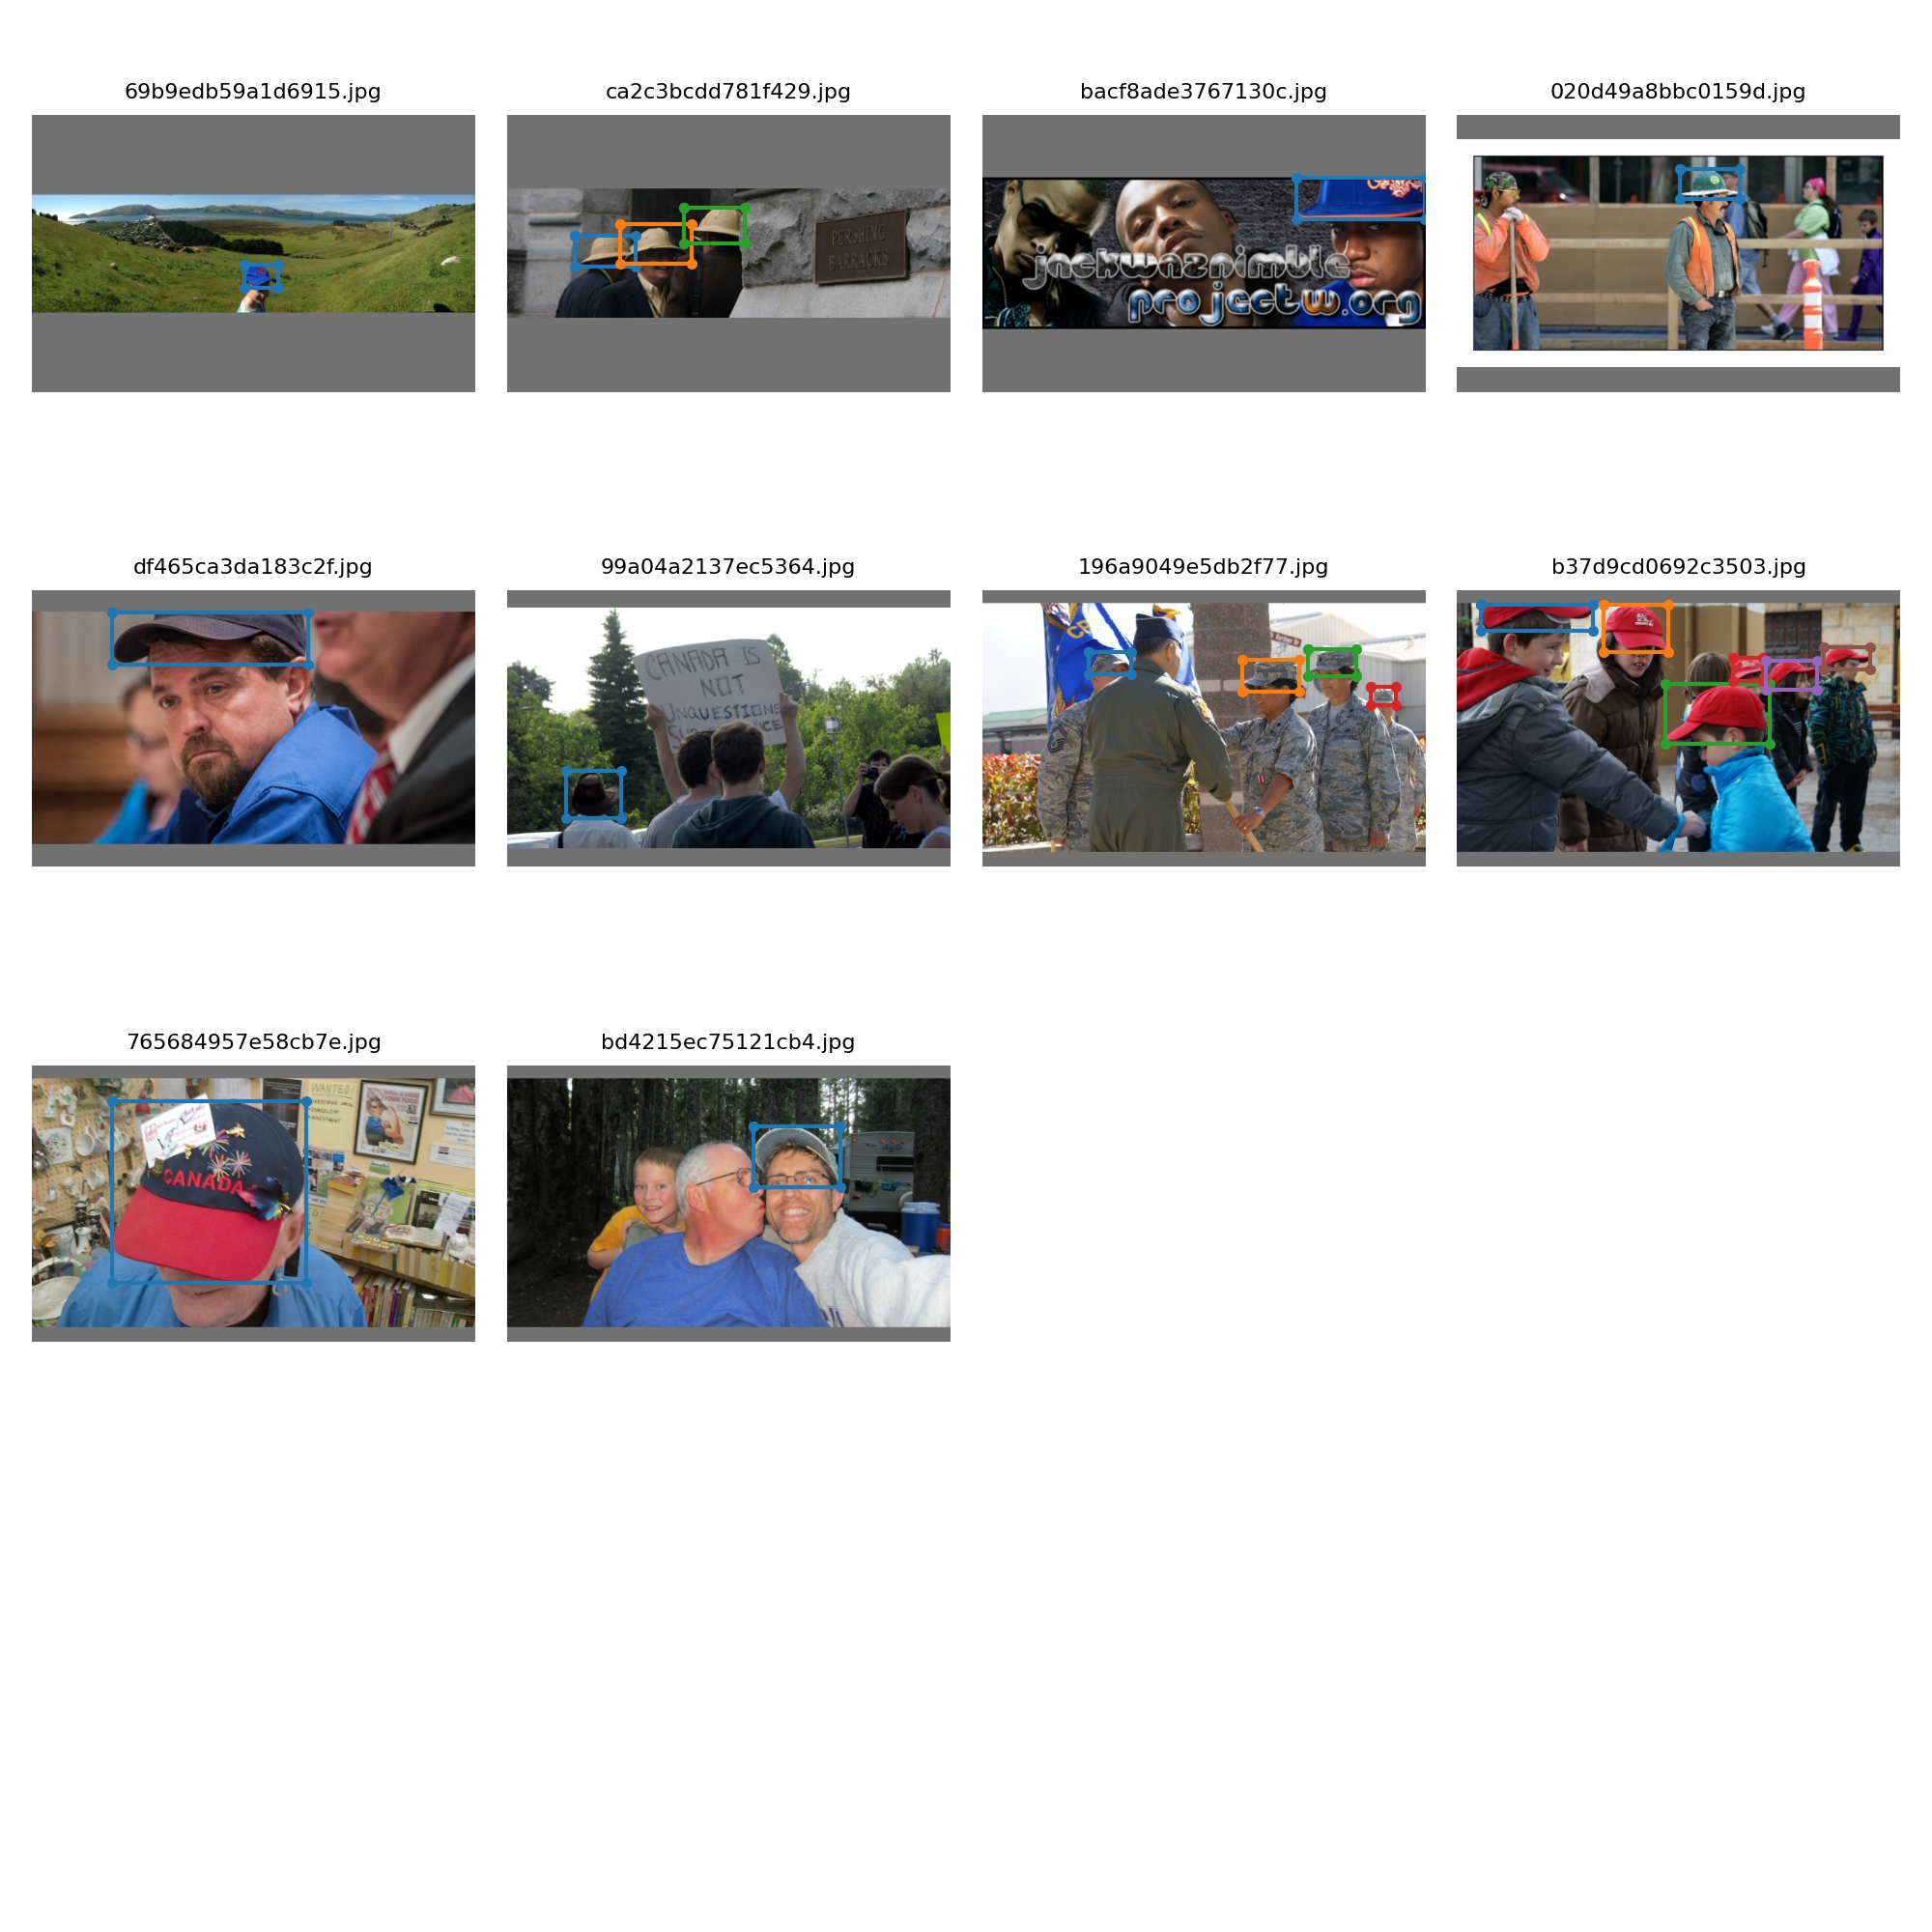 69b9edb59a1d6915.jpg
ca2c3bcdd781f429.jpg
bacf8ade3767130c.jpg
020d49a8bbc0159d.jpg
PERSHING
BARRACKS
jackwaznimble
projectw.org
df465ca3da183c2f.jpg
99a04a2137ec5364.jpg
196a9049e5db2f77.jpg
b37d9cd0692c3503.jpg
CANADA IS
NOT
UNQUESTIONE
765684957e58cb7e.jpg
bd4215ec75121cb4.jpg
WANTED!
CANADA